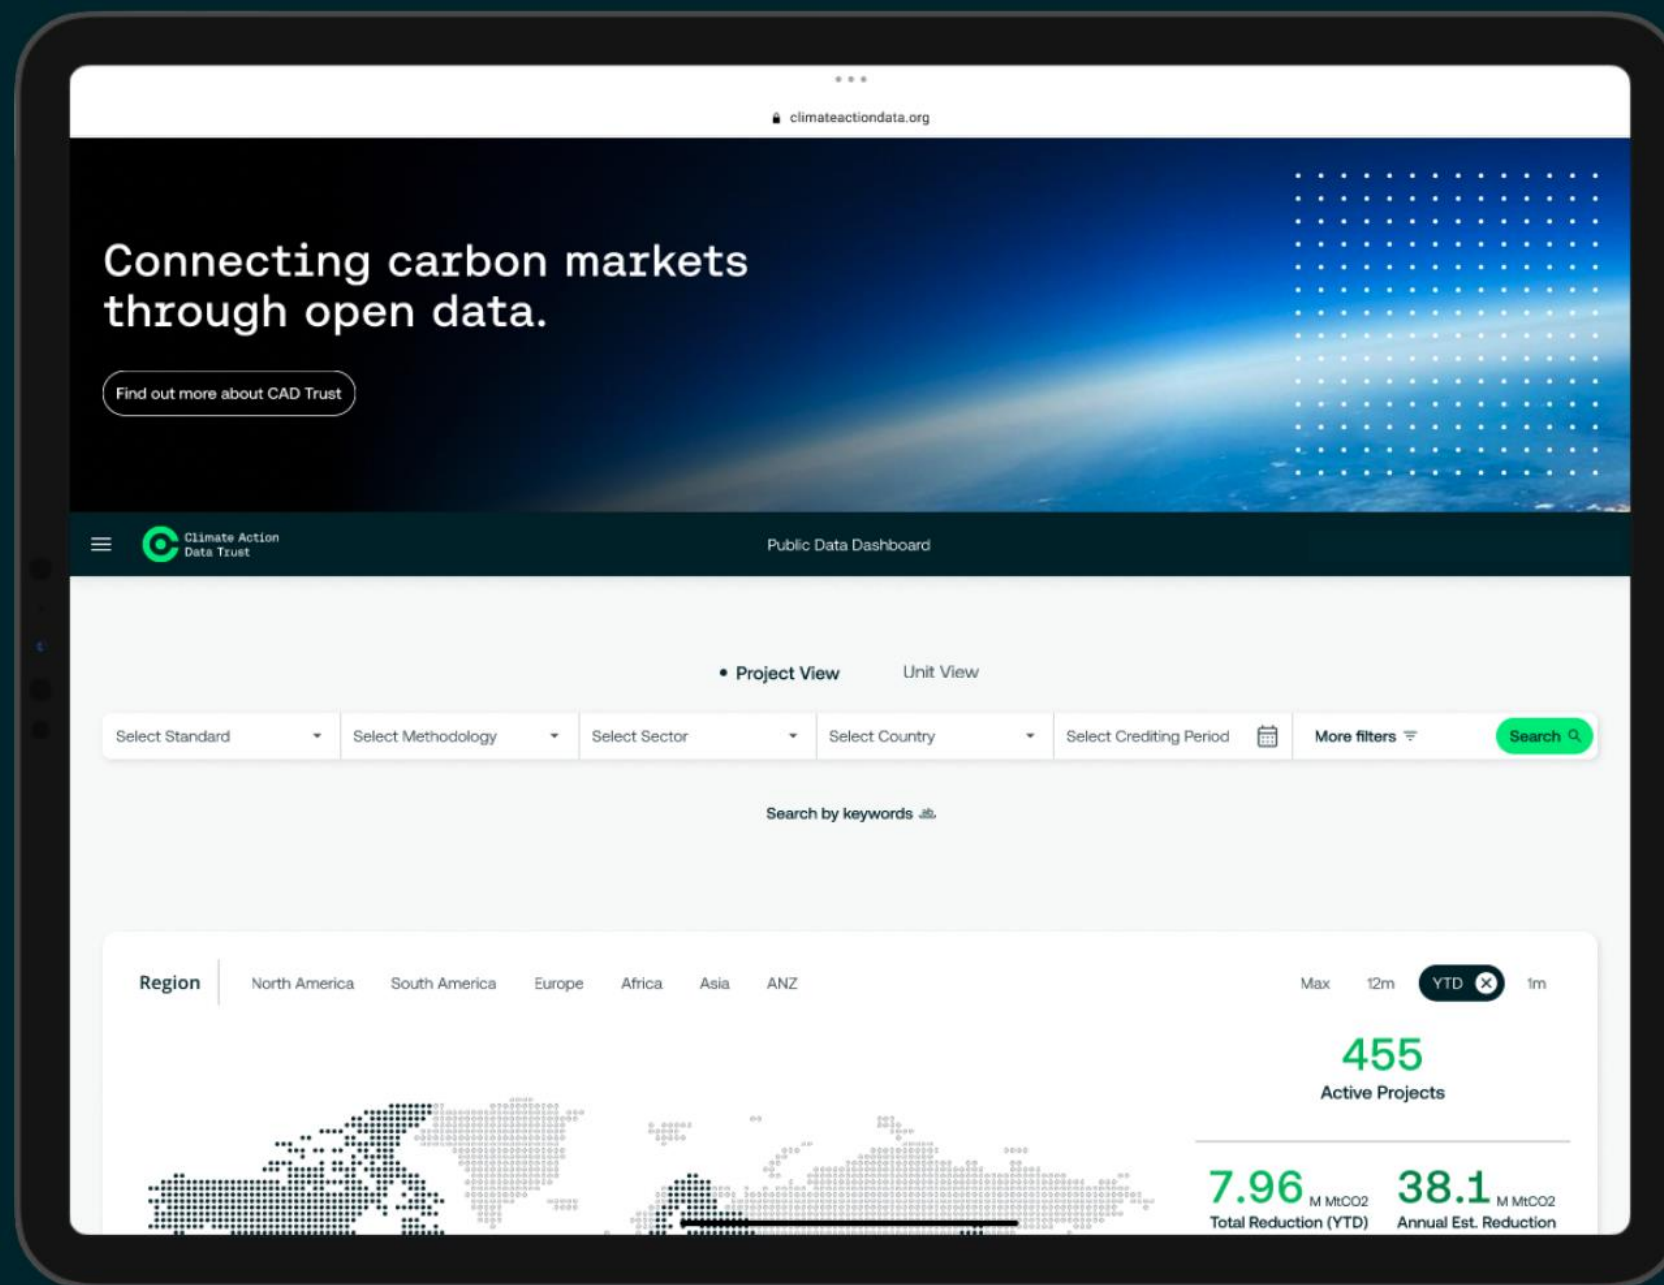 climateactiondata.org
Connecting carbon markets
through open data.
Find out more about CAD Trust
Climate Action
Data Trust
Public Data Dashboard
Project View
Unit View
Select Standard
Select Methodology
Select Sector
Select Country
Select Crediting Period
More filters
Search
Search by keywords
Region
North America
South America
Europe
Africa
Asia
ANZ
Max
12m
YTD
1m
455
Active Projects
7.96 M MtCO2
Total Reduction (YTD)
38.1 M MtCO2
Annual Est. Reduction